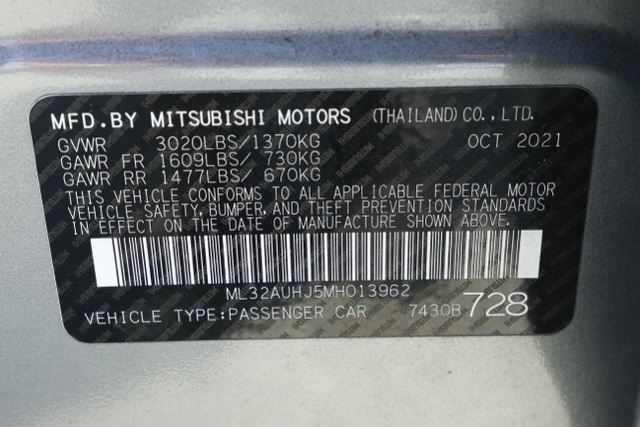 MFD.BY MITSUBISHI MOTORS (THAILAND)CO.,LTD.
GVWR 3020LBS/1370KG OCT 2021
GAWR FR 1609LBS/ 730KG
GAWR RR 1477LBS/ 670KG
THIS VEHICLE CONFORMS TO ALL APPLICABLE FEDERAL MOTOR
VEHICLE SAFETY,BUMPER,AND THEFT PREVENTION STANDARDS
IN EFFECT ON THE DATE OF MANUFACTURE SHOWN ABOVE.
ML32AUHJ5MH013962
VEHICLE TYPE:PASSENGER CAR 7430B 728